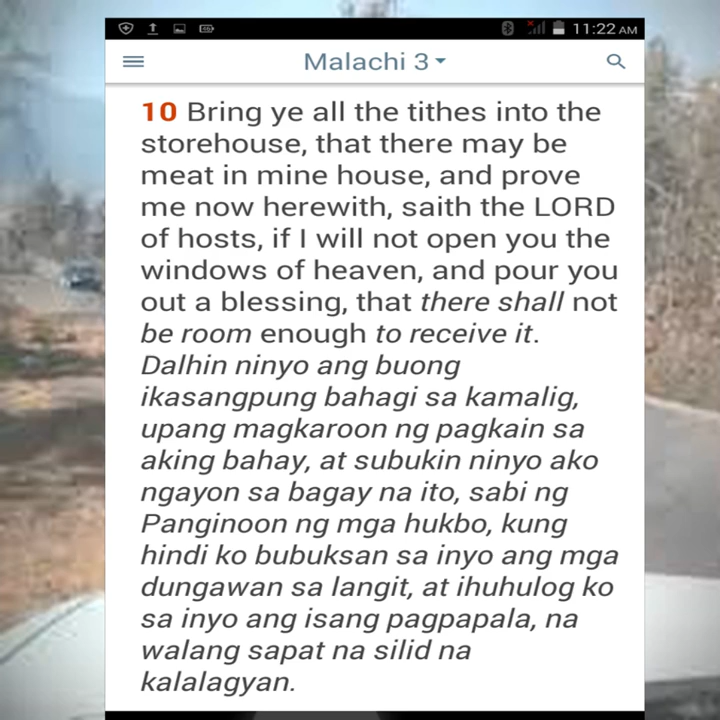 11:22 AM
Malachi 3
10 Bring ye all the tithes into the
storehouse, that there may be
meat in mine house, and prove
me now herewith, saith the LORD
of hosts, if I will not open you the
windows of heaven, and pour you
out a blessing, that there shall not
be room enough to receive it.
Dalhin ninyo ang buong
ikasangpung bahagi sa kamalig,
upang magkaroon ng pagkain sa
aking bahay, at subukin ninyo ako
ngayon sa bagay na ito, sabi ng
Panginoon ng mga hukbo, kung
hindi ko bubuksan sa inyo ang mga
dungawan sa langit, at ihuhulog ko
sa inyo ang isang pagpapala, na
walang sapat na silid na
kalalagyan.